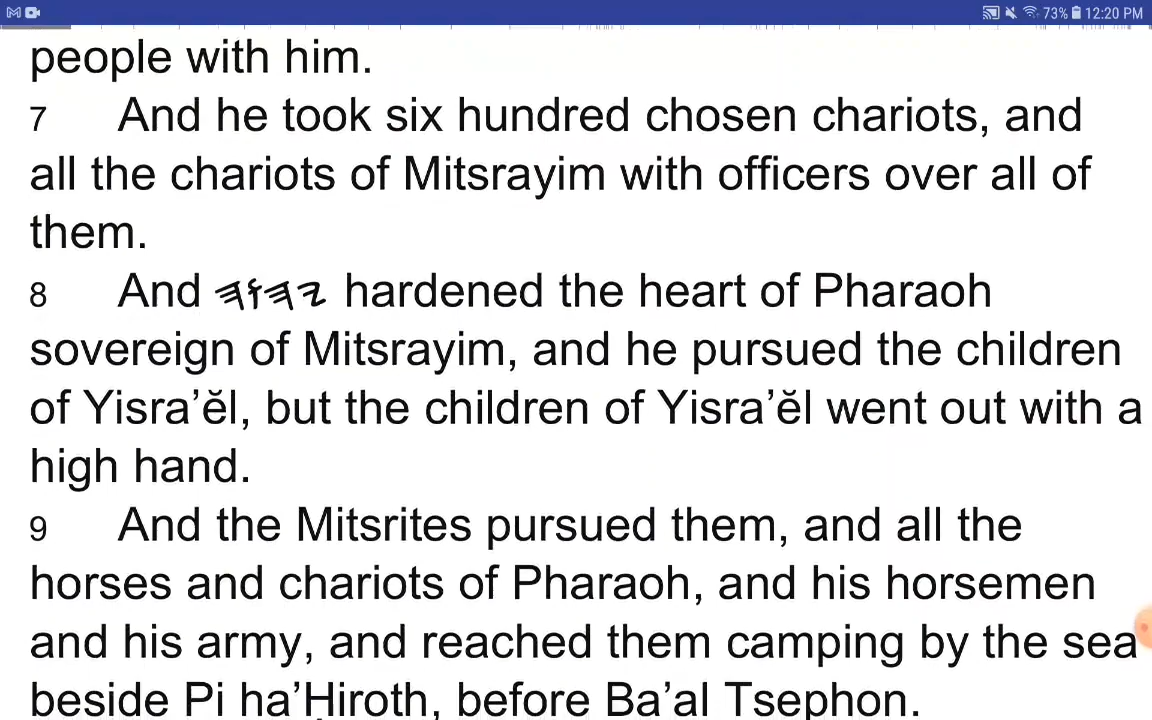 73% 12:20 PM
people with him.
7 And he took six hundred chosen chariots, and
all the chariots of Mitsrayim with officers over all of
them.
8 And 𐤉𐤄𐤅𐤄 hardened the heart of Pharaoh
sovereign of Mitsrayim, and he pursued the children
of Yisra’ĕl, but the children of Yisra’ĕl went out with a
high hand.
9 And the Mitsrites pursued them, and all the
horses and chariots of Pharaoh, and his horsemen
and his army, and reached them camping by the sea
beside Pi ha’Ḥiroth, before Ba’al Tsephon.